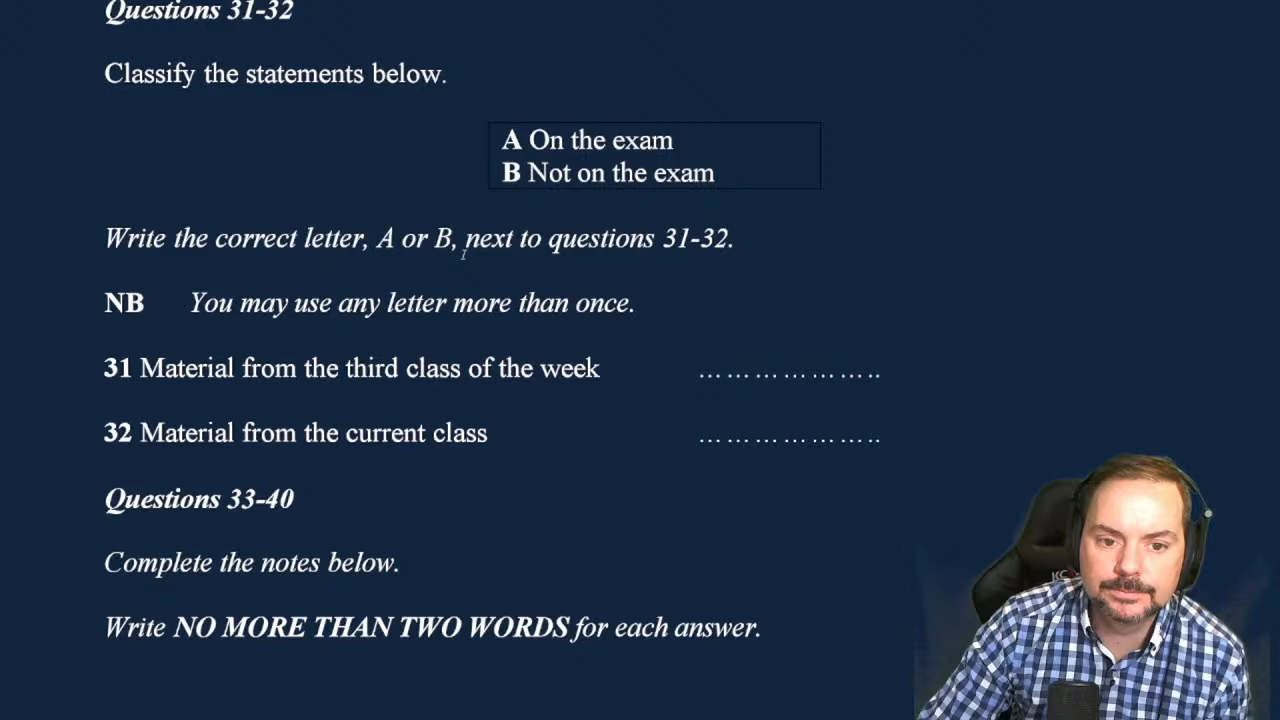 Questions 31-32
Classify the statements below.
A On the exam
B Not on the exam
Write the correct letter, A or B, next to questions 31-32.
NB You may use any letter more than once.
31 Material from the third class of the week ………………..
32 Material from the current class ………………..
Questions 33-40
Complete the notes below.
Write NO MORE THAN TWO WORDS for each answer.